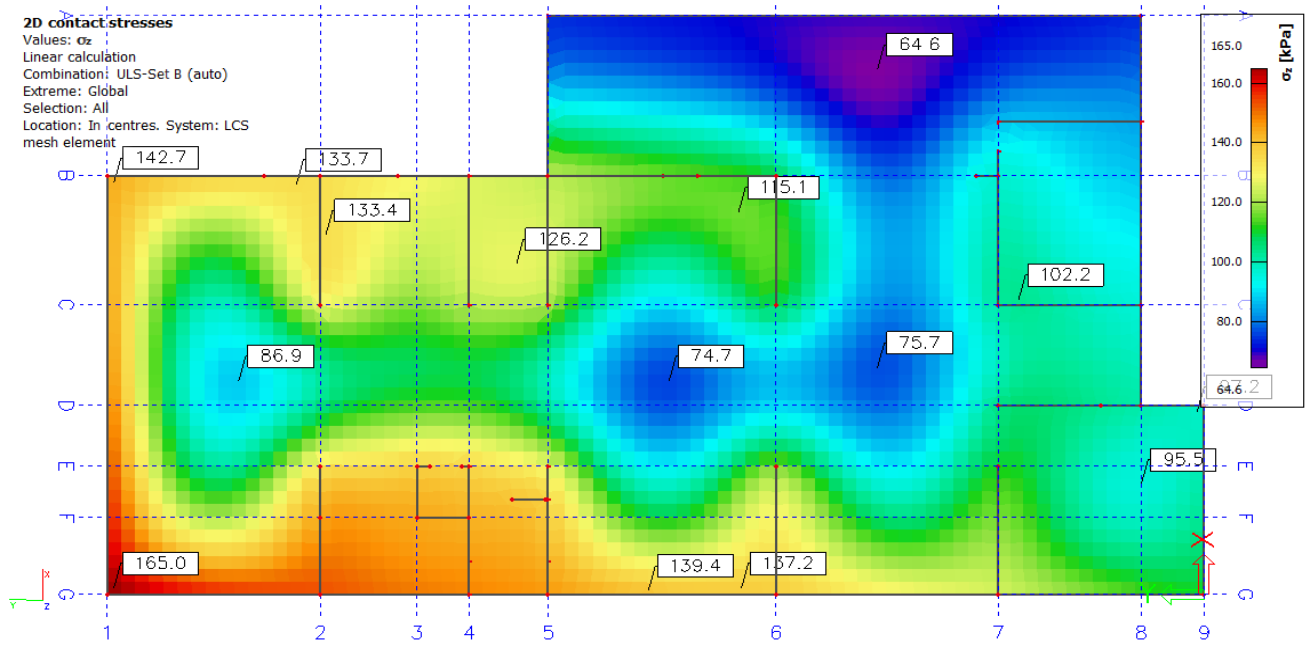 2D contact stresses
Values: σz
Linear calculation
Combination: ULS-Set B (auto)
Extreme: Global
Selection: All
Location: In centres. System: LCS
mesh element
A
A
64.6
165.0
σz [kPa]
160.0
140.0
120.0
100.0
80.0
64.6
142.7
133.7
B
B
115.1
133.4
126.2
102.2
C
C
86.9
74.7
75.7
97.2
D
D
95.5
E
E
F
F
165.0
139.4
137.2
X
Y
Z
G
G
1
2
3
4
5
6
7
8
9